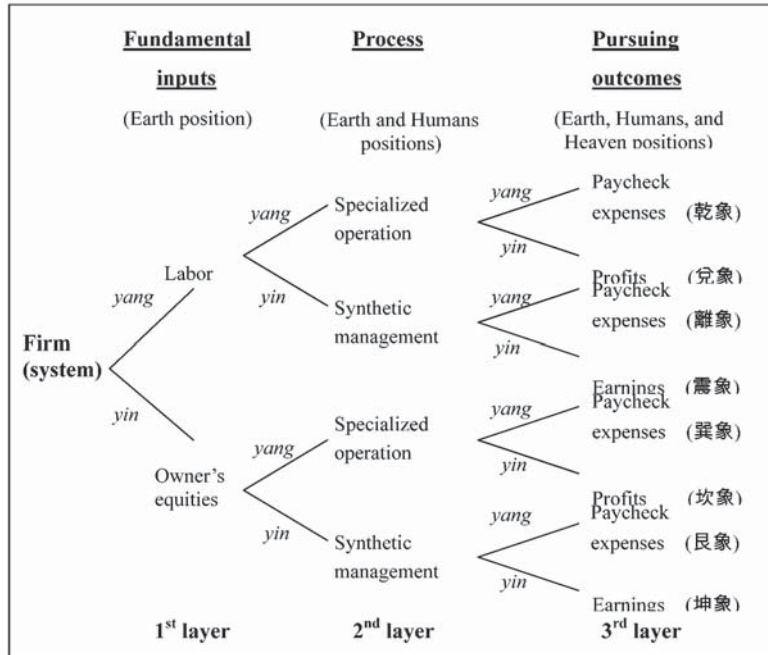 Fundamental inputs
Process
Pursuing outcomes
(Earth position)
(Earth and Humans positions)
(Earth, Humans, and Heaven positions)
Firm (system)
yang
yin
Labor
Owner's equities
yang
yin
yang
yin
Specialized operation
Synthetic management
Specialized operation
Synthetic management
yang
yin
yang
yin
yang
yin
yang
yin
Paycheck expenses (乾象)
Profits (兌象)
Paycheck expenses (離象)
Earnings (震象)
Paycheck expenses (巽象)
Profits (坎象)
Paycheck expenses (艮象)
Earnings (坤象)
1st layer
2nd layer
3rd layer